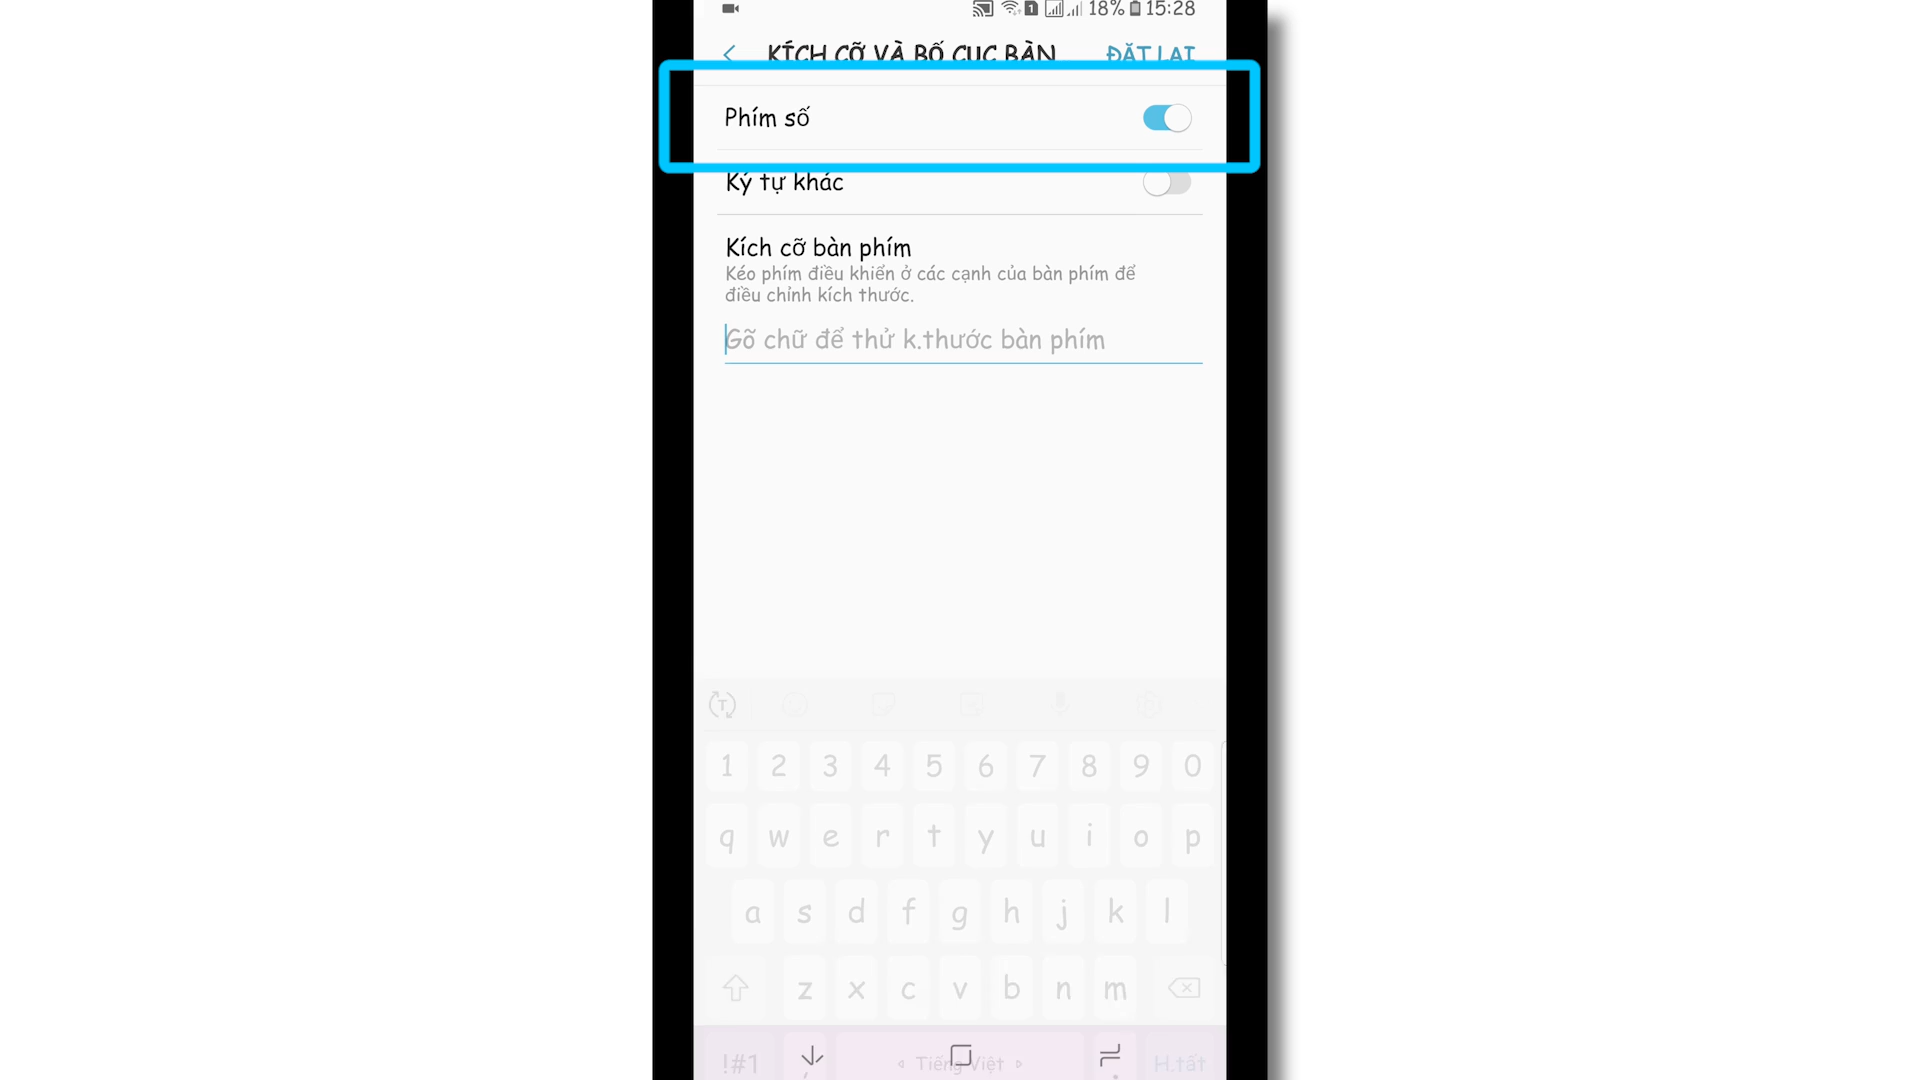 1 18% 15:28
KÍCH CỠ VÀ BỐ CỤC BÀN ĐẶT LẠI
Phím số
Ký tự khác
Kích cỡ bàn phím
Kéo phím điều khiển ở các cạnh của bàn phím để
điều chỉnh kích thước.
Gõ chữ để thử k.thước bàn phím
T
1 2 3 4 5 6 7 8 9 0
q w e r t y u i o p
a s d f g h j k l
z x c v b n m
!#1 , Tiếng Việt . H.tất